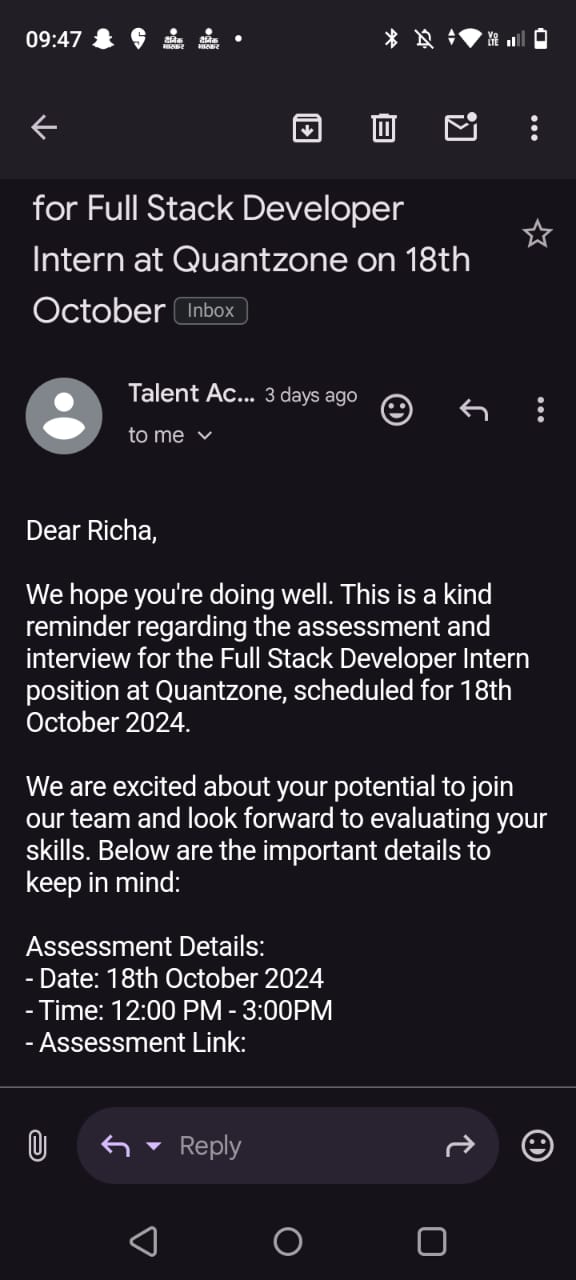 09:47
दैनिक भास्कर दैनिक भास्कर
VO LTE
for Full Stack Developer
Intern at Quantzone on 18th
October Inbox
Talent Ac... 3 days ago
to me
Dear Richa,
We hope you're doing well. This is a kind
reminder regarding the assessment and
interview for the Full Stack Developer Intern
position at Quantzone, scheduled for 18th
October 2024.
We are excited about your potential to join
our team and look forward to evaluating your
skills. Below are the important details to
keep in mind:
Assessment Details:
- Date: 18th October 2024
- Time: 12:00 PM - 3:00PM
- Assessment Link:
Reply